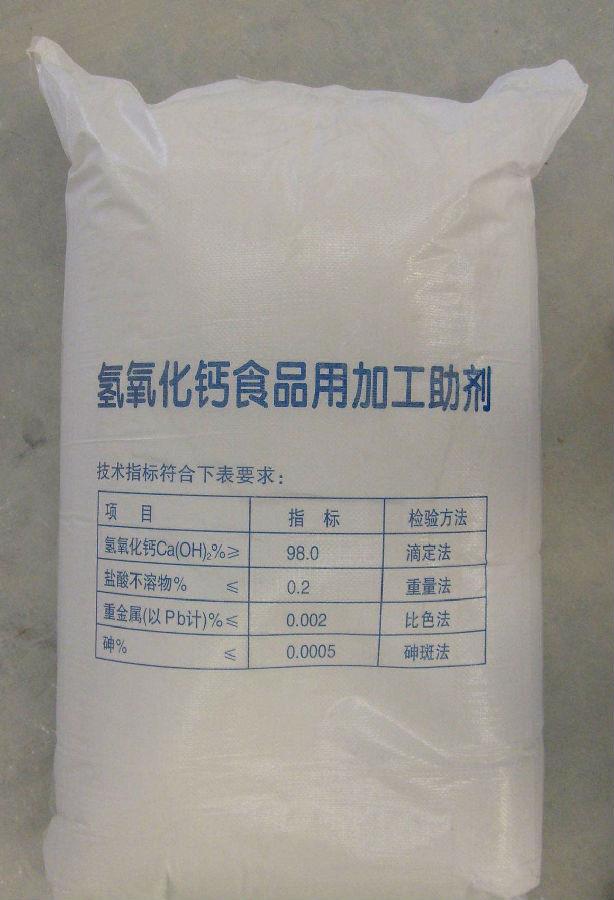 氢氧化钙食品用加工助剂
技术指标符合下表要求：
项 目 指 标 检验方法
氢氧化钙Ca(OH)₂%≥ 98.0 滴定法
盐酸不溶物% ≤ 0.2 重量法
重金属(以Pb计)%≤ 0.002 比色法
砷% ≤ 0.0005 砷斑法